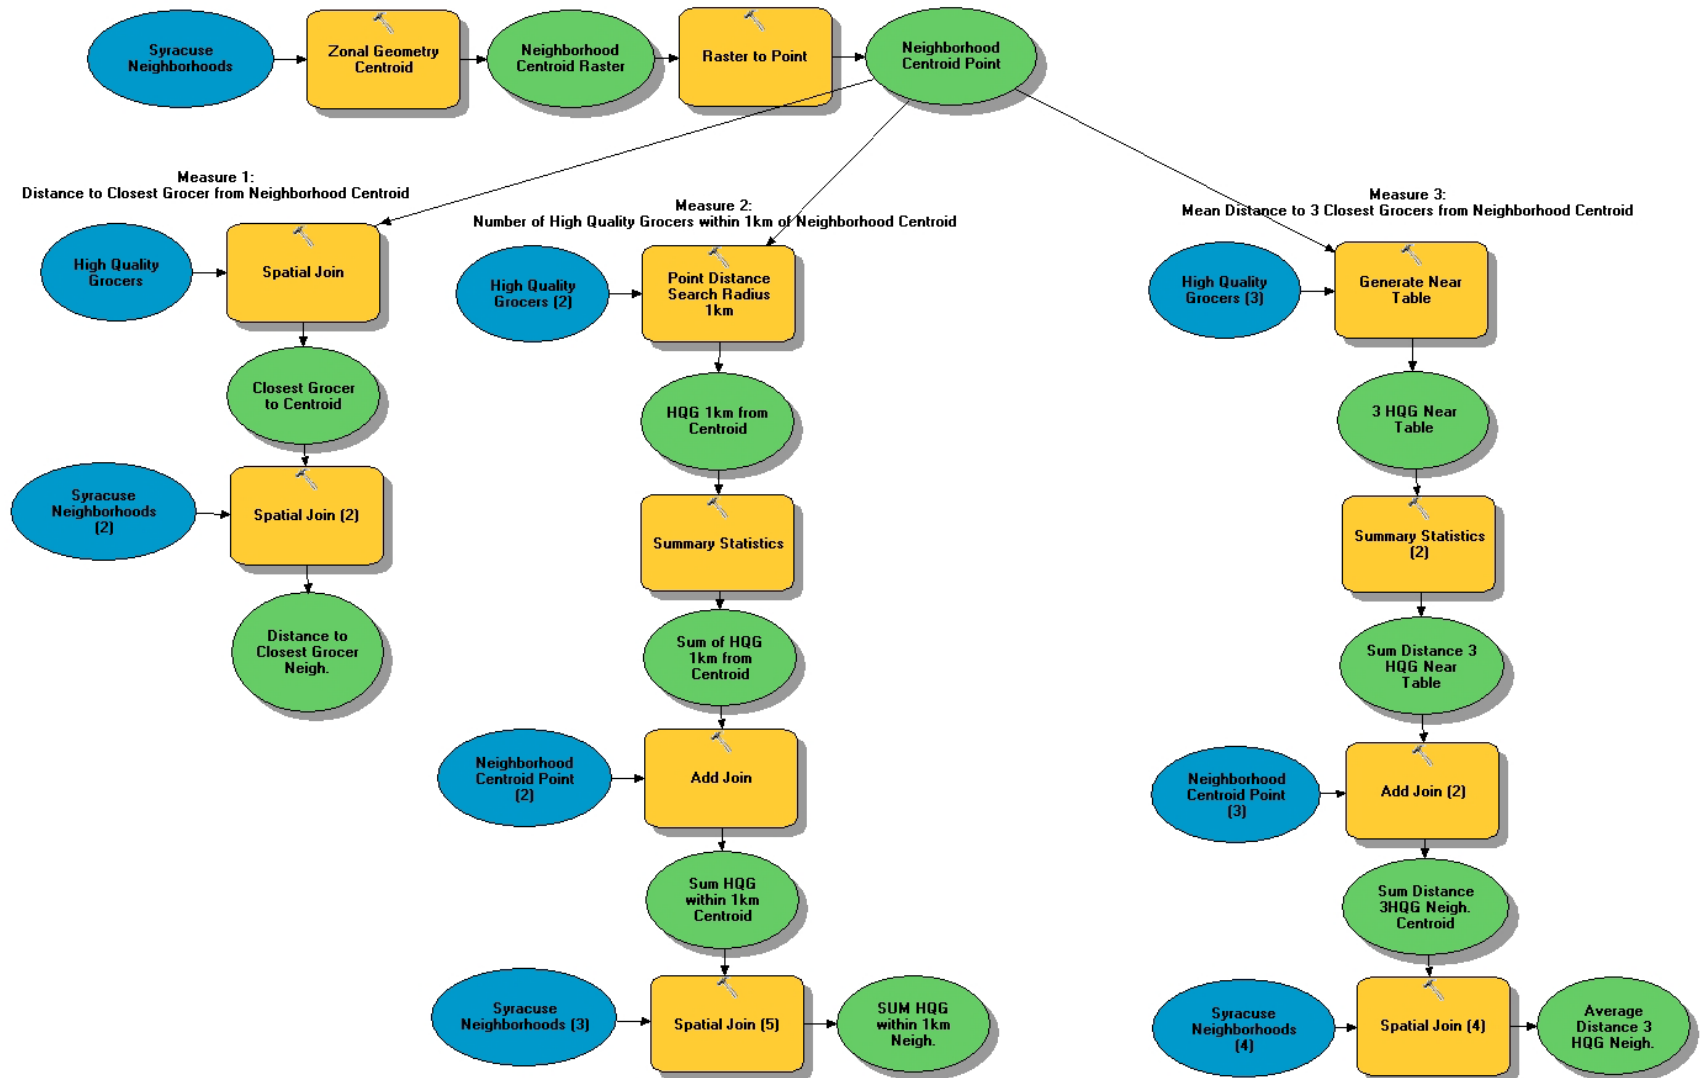 Syracuse
Neighborhoods
Zonal Geometry
Centroid
Neighborhood
Centroid Raster
Raster to Point
Neighborhood
Centroid Point
Measure 1:
Distance to Closest Grocer from Neighborhood Centroid
High Quality
Grocers
Spatial Join
Closest Grocer
to Centroid
Syracuse
Neighborhoods
(2)
Spatial Join (2)
Distance to
Closest Grocer
Neigh.
Measure 2:
Number of High Quality Grocers within 1km of Neighborhood Centroid
High Quality
Grocers (2)
Point Distance
Search Radius
1km
HQG 1km from
Centroid
Summary Statistics
Sum of HQG
1km from
Centroid
Neighborhood
Centroid Point
(2)
Add Join
Sum HQG
within 1km
Centroid
Syracuse
Neighborhoods (3)
Spatial Join (5)
SUM HQG
within 1km
Neigh.
Measure 3:
Mean Distance to 3 Closest Grocers from Neighborhood Centroid
High Quality
Grocers (3)
Generate Near
Table
3 HQG Near
Table
Summary Statistics
(2)
Sum Distance 3
HQG Near
Table
Neighborhood
Centroid Point
(3)
Add Join (2)
Sum Distance
3HQG Neigh.
Centroid
Syracuse
Neighborhoods
(4)
Spatial Join (4)
Average
Distance 3
HQG Neigh.